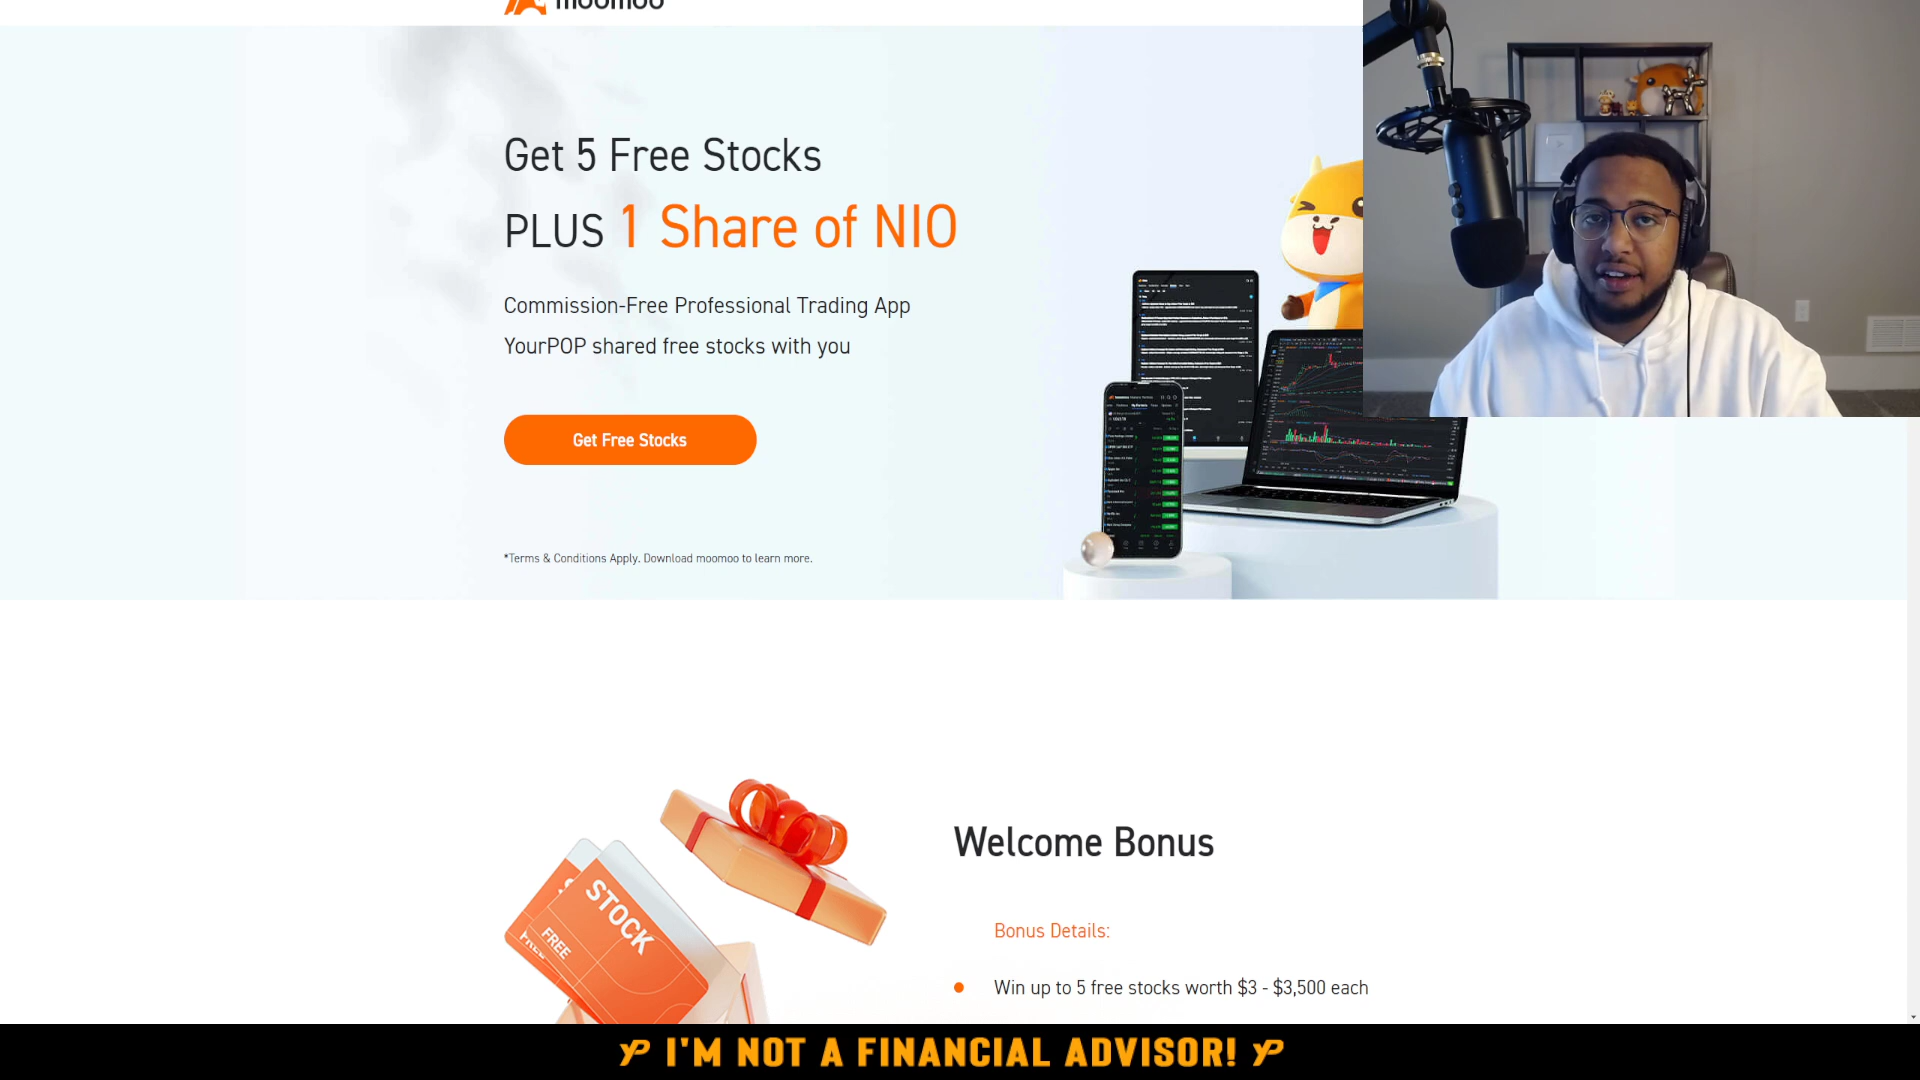 moomoo
Get 5 Free Stocks
PLUS 1 Share of NIO
Commission-Free Professional Trading App
YourPOP shared free stocks with you
Get Free Stocks
*Terms & Conditions Apply. Download moomoo to learn more.
Welcome Bonus
STOCK
FREE
Bonus Details:
Win up to 5 free stocks worth $3 - $3,500 each
YP I'M NOT A FINANCIAL ADVISOR! YP